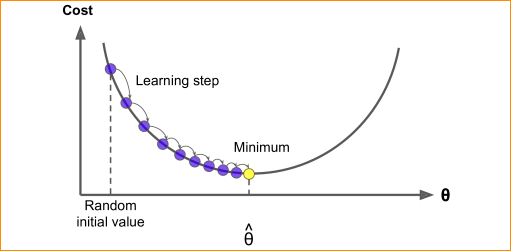 Cost
Learning step
Minimum
θ
Random
initial value
θ̂